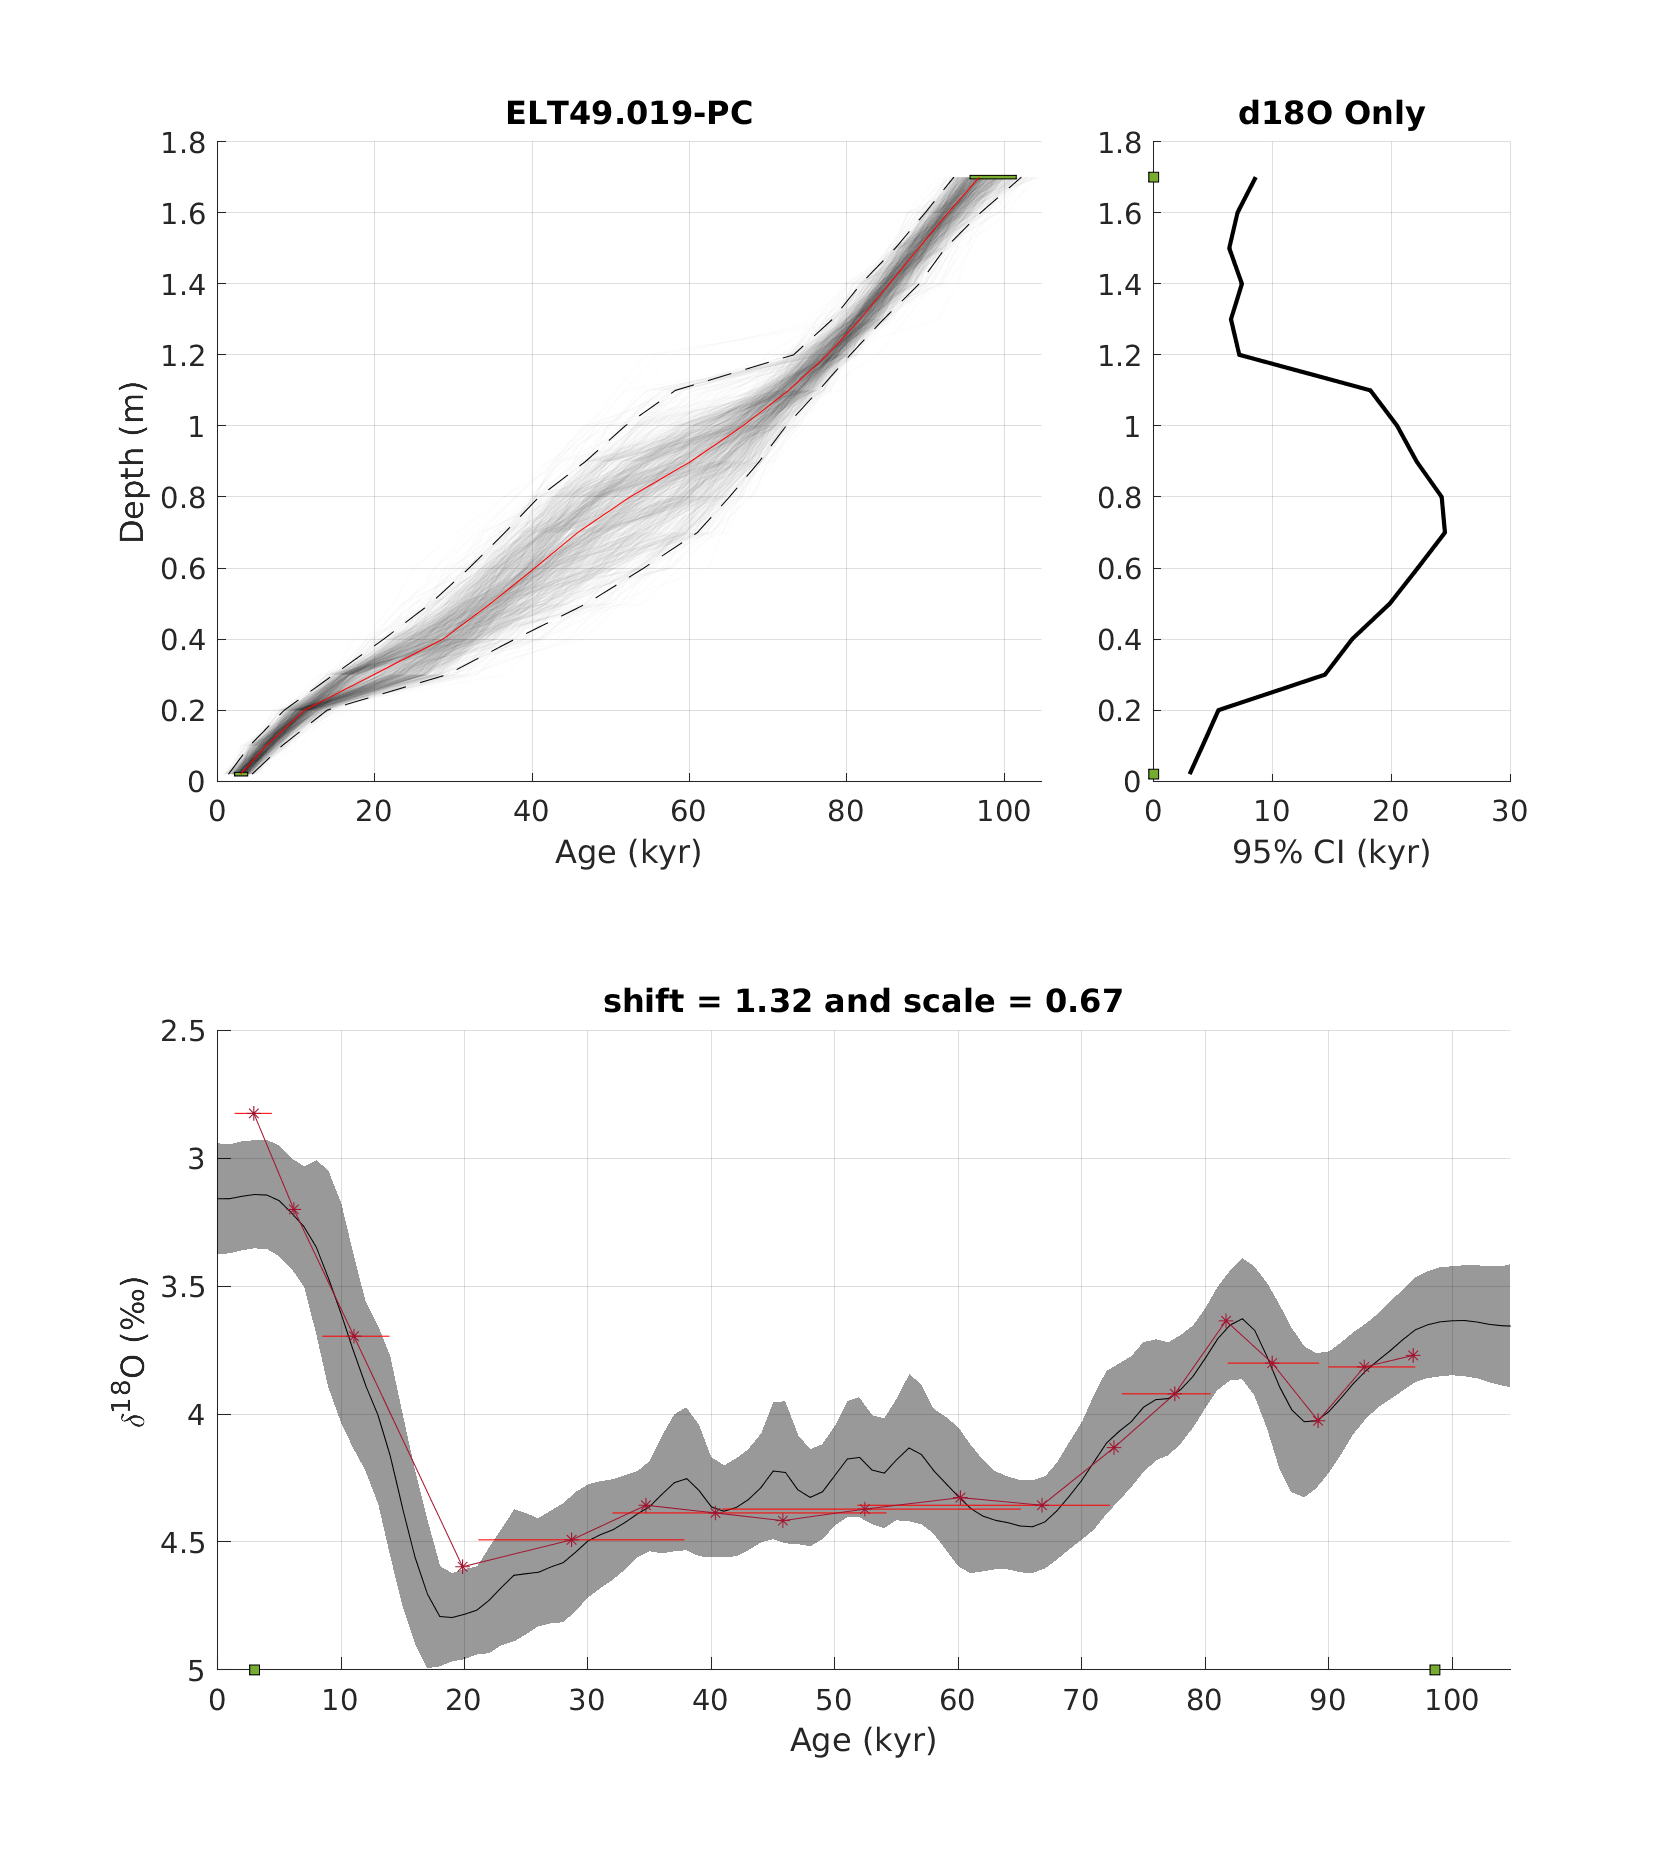 ELT49.019-PC
1.8
1.6
1.4
1.2
1
0.8
0.6
0.4
0.2
0
Depth (m)
0 20 40 60 80 100
Age (kyr)
d18O Only
1.8
1.6
1.4
1.2
1
0.8
0.6
0.4
0.2
0
0 10 20 30
95% CI (kyr)
shift = 1.32 and scale = 0.67
2.5
3
3.5
4
4.5
5
δ¹⁸O (‰)
0 10 20 30 40 50 60 70 80 90 100
Age (kyr)